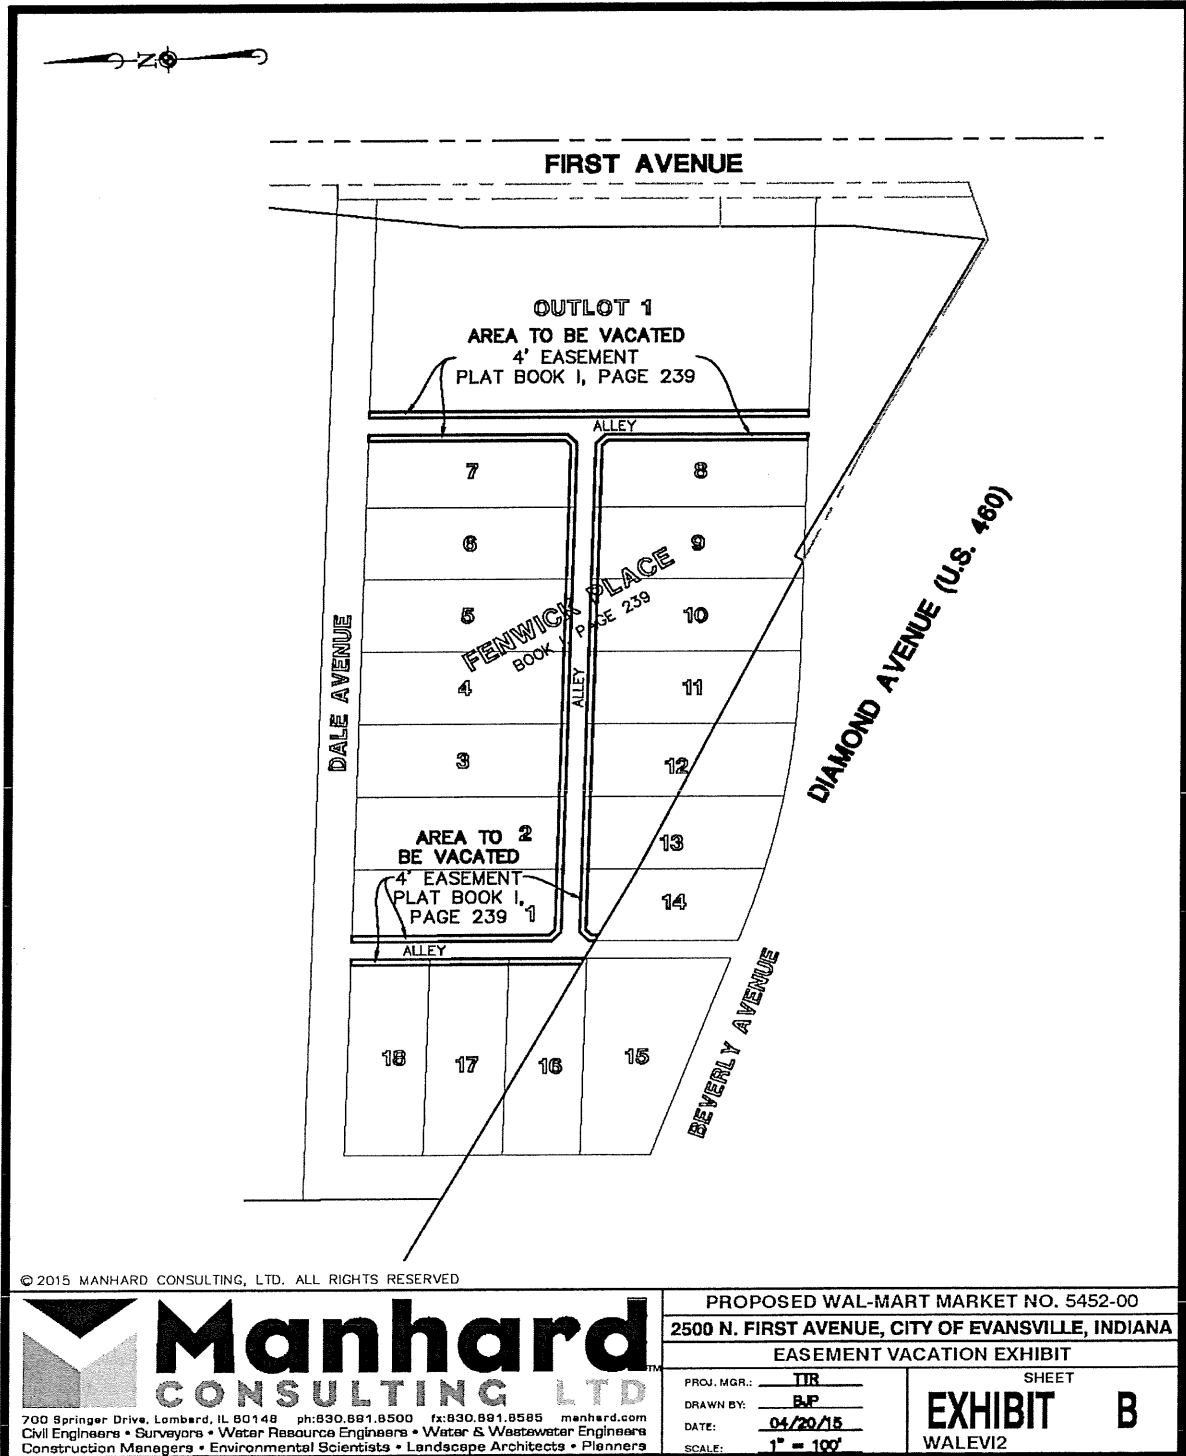 N
FIRST AVENUE
OUTLOT 1
AREA TO BE VACATED
4' EASEMENT
PLAT BOOK I, PAGE 239
ALLEY
7
8
6
9
FENWICK PLACE
BOOK I, PAGE 239
5
10
4
11
ALLEY
DALE AVENUE
DIAMOND AVENUE (U.S. 460)
3
12
2
13
AREA TO
BE VACATED
4' EASEMENT
PLAT BOOK I,
PAGE 239
1
14
ALLEY
BEVERLY AVENUE
18
17
16
15
© 2015 MANHARD CONSULTING, LTD. ALL RIGHTS RESERVED
Manhard
CONSULTING LTD
TM
700 Springer Drive, Lombard, IL 60148 ph:630.691.8500 fx:630.691.8585 manhard.com
Civil Engineers • Surveyors • Water Resource Engineers • Water & Wastewater Engineers
Construction Managers • Environmental Scientists • Landscape Architects • Planners
PROPOSED WAL-MART MARKET NO. 5452-00
2500 N. FIRST AVENUE, CITY OF EVANSVILLE, INDIANA
EASEMENT VACATION EXHIBIT
PROJ. MGR.: TTR
DRAWN BY: BJP
DATE: 04/20/15
SCALE: 1" = 100'
SHEET
EXHIBIT B
WALEVI2